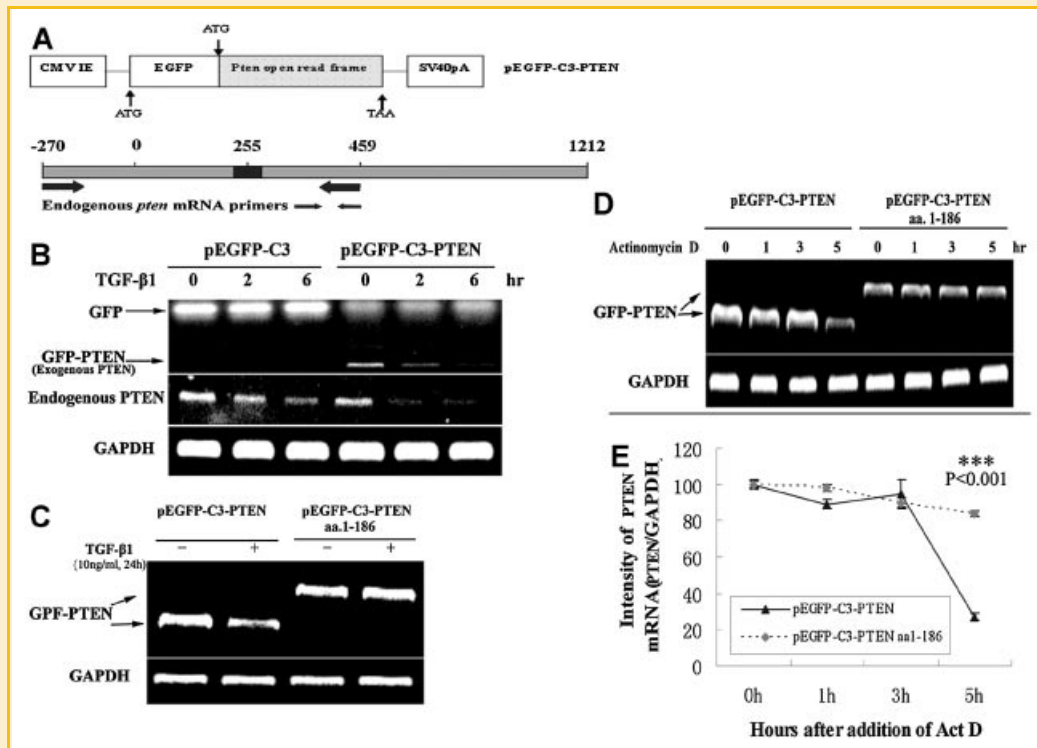 A
ATG
CMV IE EGFP Pten open read frame SV40pA pEGFP-C3-PTEN
ATG TAA
-270 0 255 459 1212
Endogenous pten mRNA primers
B
pEGFP-C3 pEGFP-C3-PTEN
TGF-β1 0 2 6 0 2 6 hr
GFP
GFP-PTEN
(Exogenous PTEN)
Endogenous PTEN
GAPDH
C
pEGFP-C3-PTEN pEGFP-C3-PTEN
aa.1-186
TGF-β1 – + – +
(10ng/ml, 24h)
GPF-PTEN
GAPDH
D
pEGFP-C3-PTEN pEGFP-C3-PTEN
aa. 1-186
Actinomycin D 0 1 3 5 0 1 3 5 hr
GFP-PTEN
GAPDH
E
Intensity of PTEN
mRNA(PTEN/GAPDH)
120
100
80
60
40
20
0
***
P<0.001
pEGFP-C3-PTEN
pEGFP-C3-PTEN aa1-186
0h 1h 3h 5h
Hours after addition of Act D